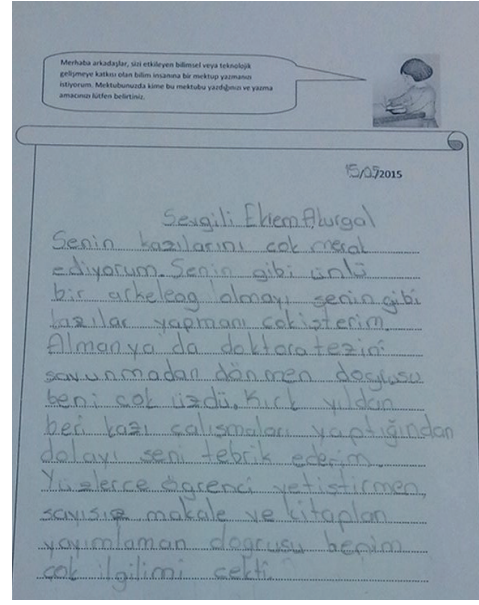 Merhaba arkadaşlar, sizi etkileyen bilimsel veya teknolojik
gelişmeye katkısı olan bilim insanına bir mektup yazmanızı
istiyorum. Mektubunuzda kime bu mektubu yazdığınızı ve yazma
amacınızı lütfen belirtiniz.
15/05/2015
Sevgili Ekrem Akurgal
Senin kazılarını çok merak
ediyorum. Senin gibi ünlü
bir arkeleog olmayı senin gibi
kazılar yapmanı çok isterim.
Almanya'da doktora tezini
savunmadan dönmen doğrusu
beni çok üzdü. Kırk yıldan
beri kazı çalışmaları yaptığından
dolayı seni tebrik ederim.
Yüzlerce öğrenci yetiştirmen,
sayısız makale ve kitapları
yayımlaman doğrusu benim
çok ilgilimi çekti.